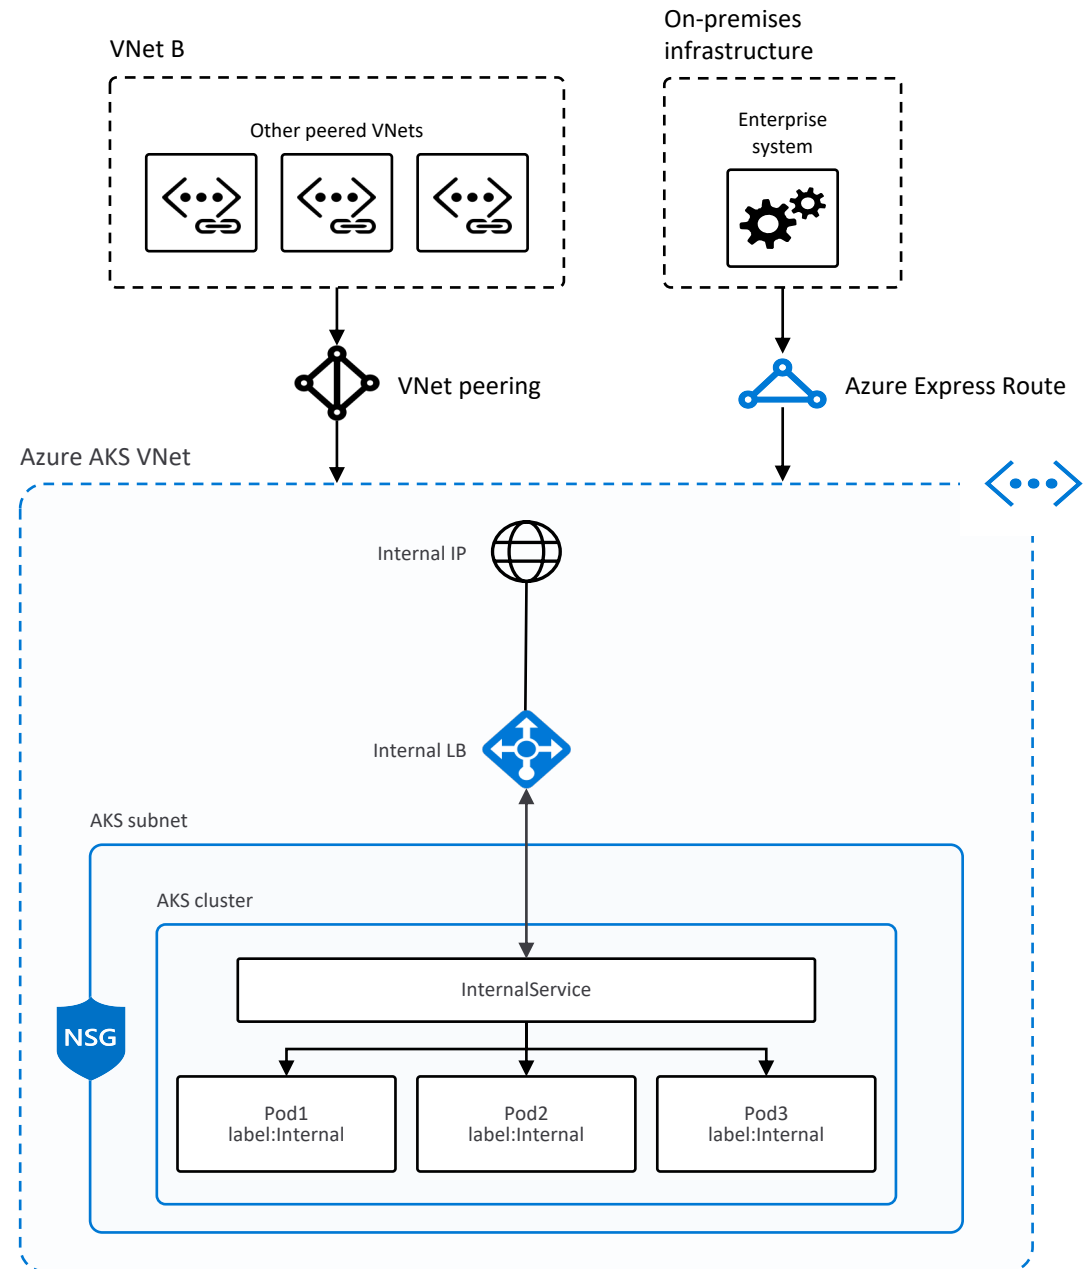 VNet B
On-premises
infrastructure
Other peered VNets
Enterprise
system
VNet peering
Azure Express Route
Azure AKS VNet
Internal IP
Internal LB
AKS subnet
AKS cluster
InternalService
NSG
Pod1
label:Internal
Pod2
label:Internal
Pod3
label:Internal